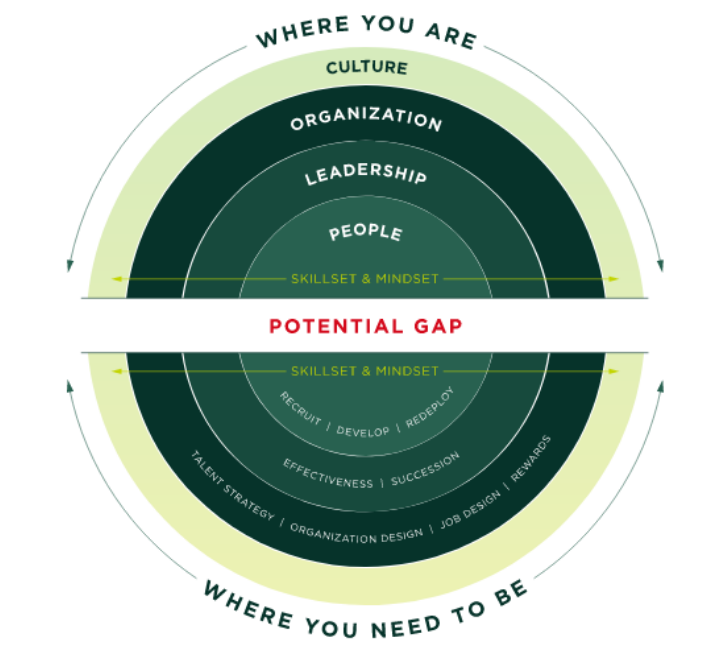 WHERE YOU ARE
CULTURE
ORGANIZATION
LEADERSHIP
PEOPLE
SKILLSET & MINDSET
POTENTIAL GAP
SKILLSET & MINDSET
RECRUIT | DEVELOP | REDEPLOY
EFFECTIVENESS | SUCCESSION
TALENT STRATEGY | ORGANIZATION DESIGN | JOB DESIGN | REWARDS
WHERE YOU NEED TO BE